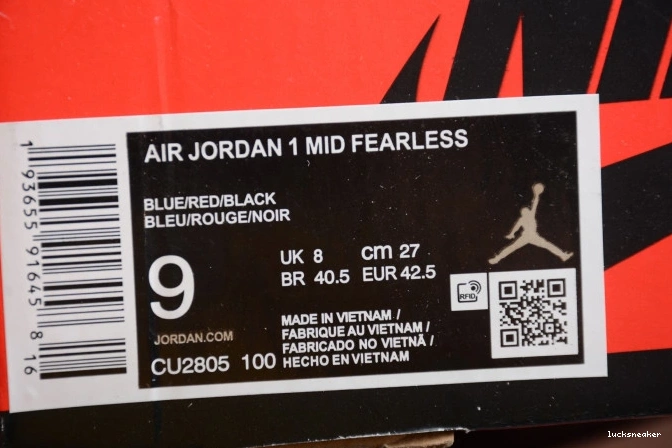 AIR JORDAN 1 MID FEARLESS
BLUE/RED/BLACK
BLEU/ROUGE/NOIR
9
UK 8 cm 27
BR 40.5 EUR 42.5
RFID
JORDAN.COM
CU2805 100
MADE IN VIETNAM /
FABRIQUE AU VIETNAM /
FABRICADO NO VIETNÃ /
HECHO EN VIETNAM
1 93655 91645 8 16
lucksneaker